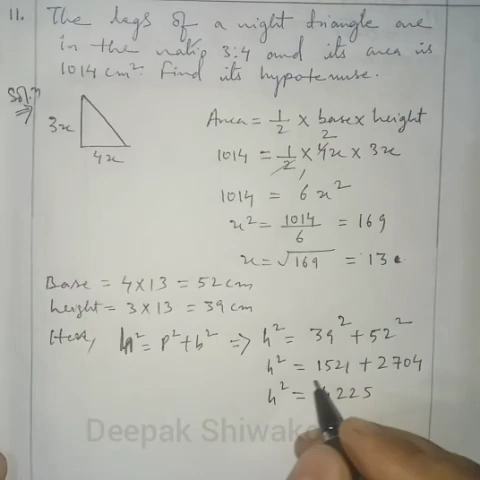 11. The legs of a right triangle are
in the ratio 3:4 and its area is
1014 cm². Find its hypotenuse.
Solⁿ
⇒
3x
4x
Area = 1/2 × base × height
1014 = 1/2 × 4x × 3x
2
1014 = 6x²
x² = 1014/6 = 169
x = √169 = 13
Base = 4×13 = 52 cm
height = 3×13 = 39 cm
h² = p² + b² ⇒ h² = 39² + 52²
h² = 1521 + 2704
h² = 225
Deepak